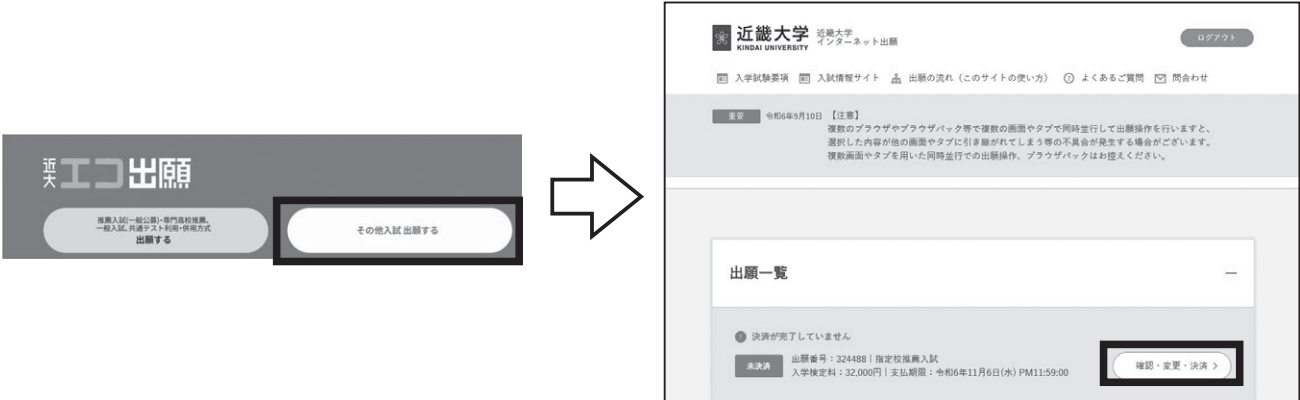 近大エコ出願
推薦入試(一般公募)・専門高校推薦、
一般入試、共通テスト利用・併用方式
出願する
その他入試 出願する
近畿大学
KINDAI UNIVERSITY
近畿大学
インターネット出願
ログアウト
入学試験要項 入試情報サイト 出願の流れ(このサイトの使い方) よくあるご質問 問合わせ
重要 令和6年9月10日 【注意】
複数のブラウザやブラウザバック等で複数の画面やタブで同時並行して出願操作を行いますと、
選択した内容が他の画面やタブに引き継がれてしまう等の不具合が発生する場合がございます。
複数画面やタブを用いた同時並行での出願操作、ブラウザバックはお控えください。
出願一覧
決済が完了していません
未決済
出願番号：324488｜指定校推薦入試
入学検定料：32,000円｜支払期限：令和6年11月6日(水) PM11:59:00
確認・変更・決済 >